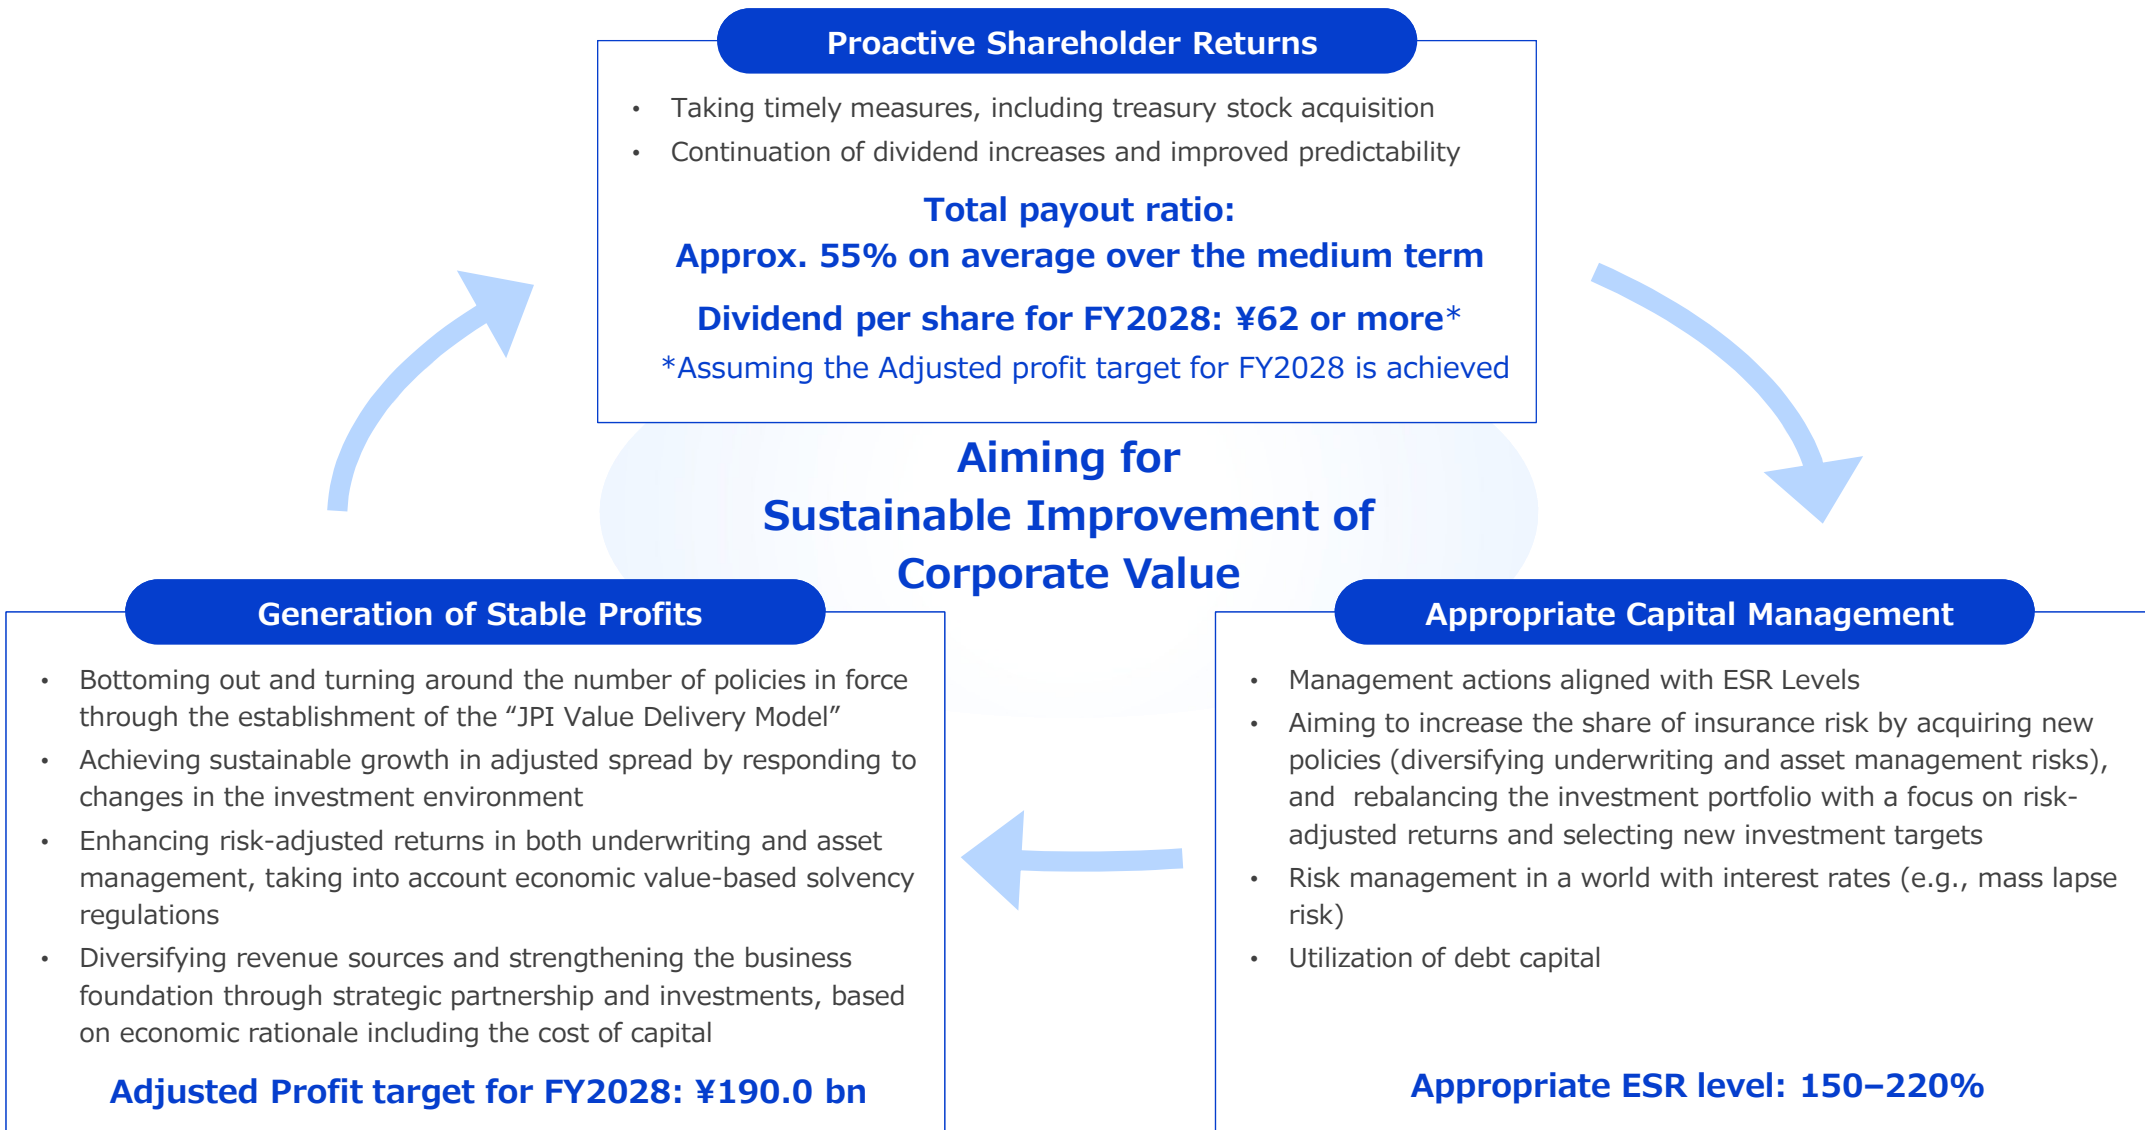 Proactive Shareholder Returns
• Taking timely measures, including treasury stock acquisition
• Continuation of dividend increases and improved predictability
Total payout ratio:
Approx. 55% on average over the medium term
Dividend per share for FY2028: ¥62 or more*
*Assuming the Adjusted profit target for FY2028 is achieved
Aiming for
Sustainable Improvement of
Corporate Value
Generation of Stable Profits
• Bottoming out and turning around the number of policies in force
through the establishment of the “JPI Value Delivery Model”
• Achieving sustainable growth in adjusted spread by responding to
changes in the investment environment
• Enhancing risk-adjusted returns in both underwriting and asset
management, taking into account economic value-based solvency
regulations
• Diversifying revenue sources and strengthening the business
foundation through strategic partnership and investments, based
on economic rationale including the cost of capital
Adjusted Profit target for FY2028: ¥190.0 bn
Appropriate Capital Management
• Management actions aligned with ESR Levels
• Aiming to increase the share of insurance risk by acquiring new
policies (diversifying underwriting and asset management risks),
and  rebalancing the investment portfolio with a focus on risk-
adjusted returns and selecting new investment targets
• Risk management in a world with interest rates (e.g., mass lapse
risk)
• Utilization of debt capital
Appropriate ESR level: 150–220%